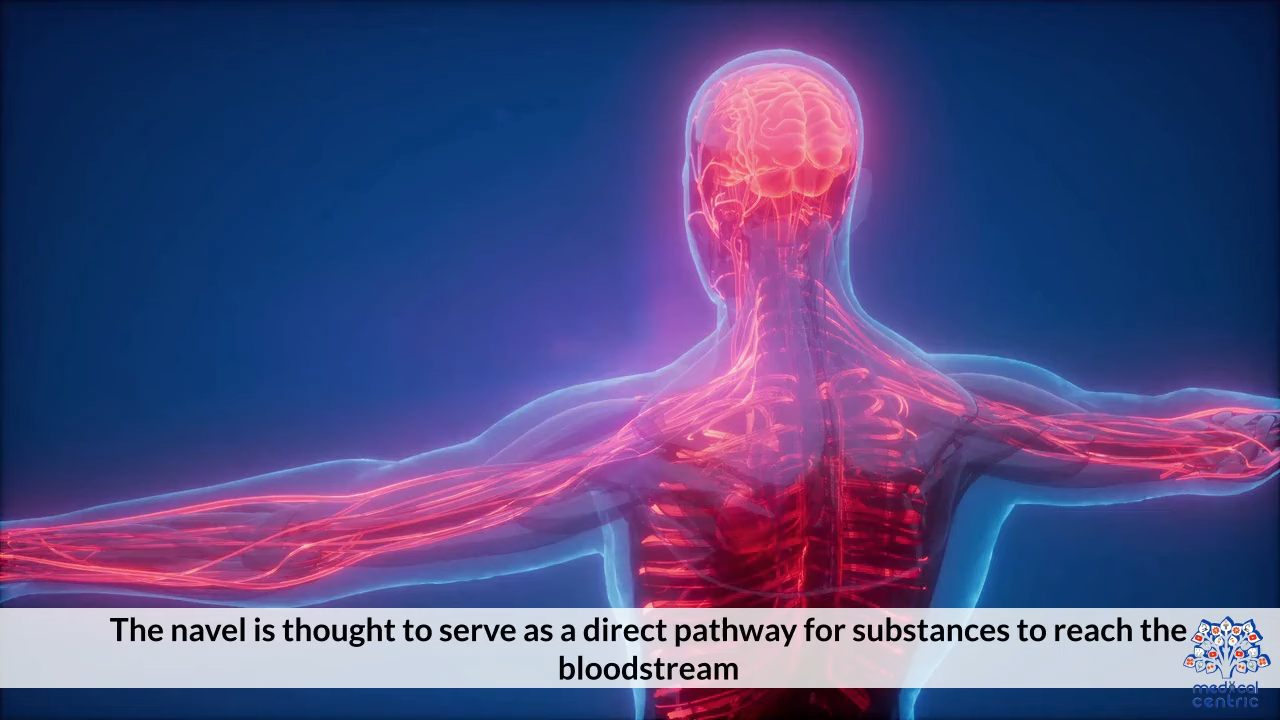 The navel is thought to serve as a direct pathway for substances to reach the
bloodstream
medical
centric